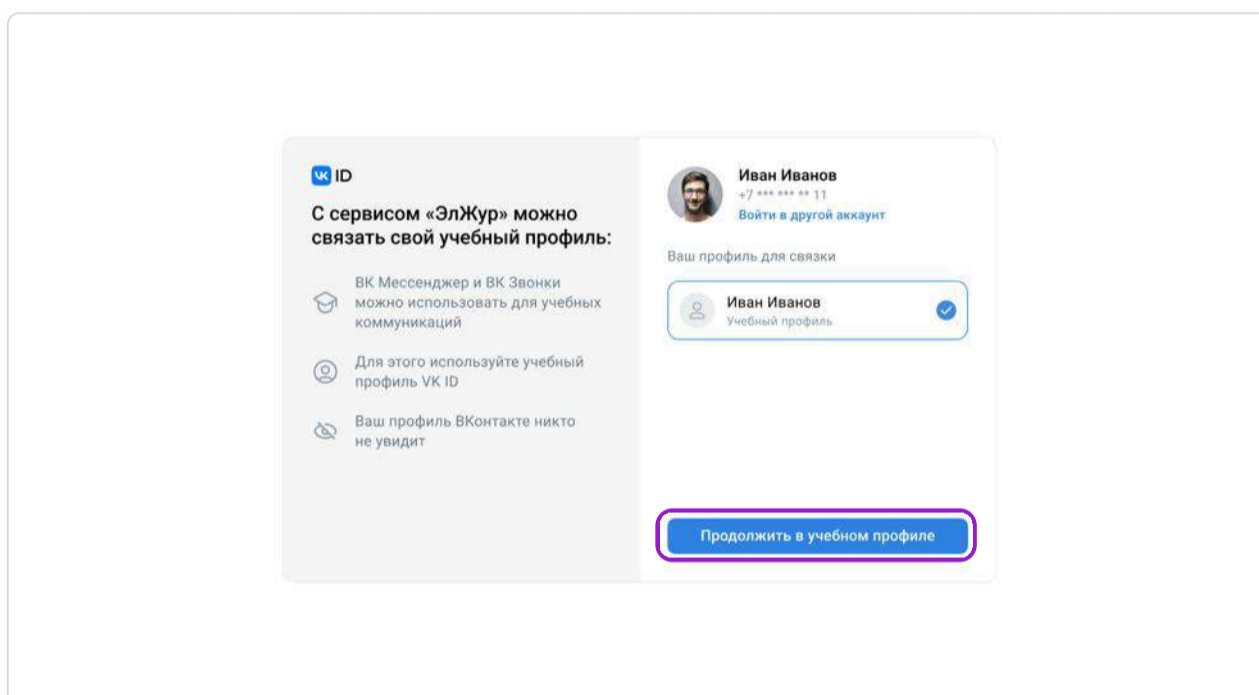 VK ID
С сервисом «ЭлЖур» можно
связать свой учебный профиль:
ВК Мессенджер и ВК Звонки
можно использовать для учебных
коммуникаций
Для этого используйте учебный
профиль VK ID
Ваш профиль ВКонтакте никто
не увидит
Иван Иванов
+7 *** *** ** 11
Войти в другой аккаунт
Ваш профиль для связки
Иван Иванов
Учебный профиль
Продолжить в учебном профиле